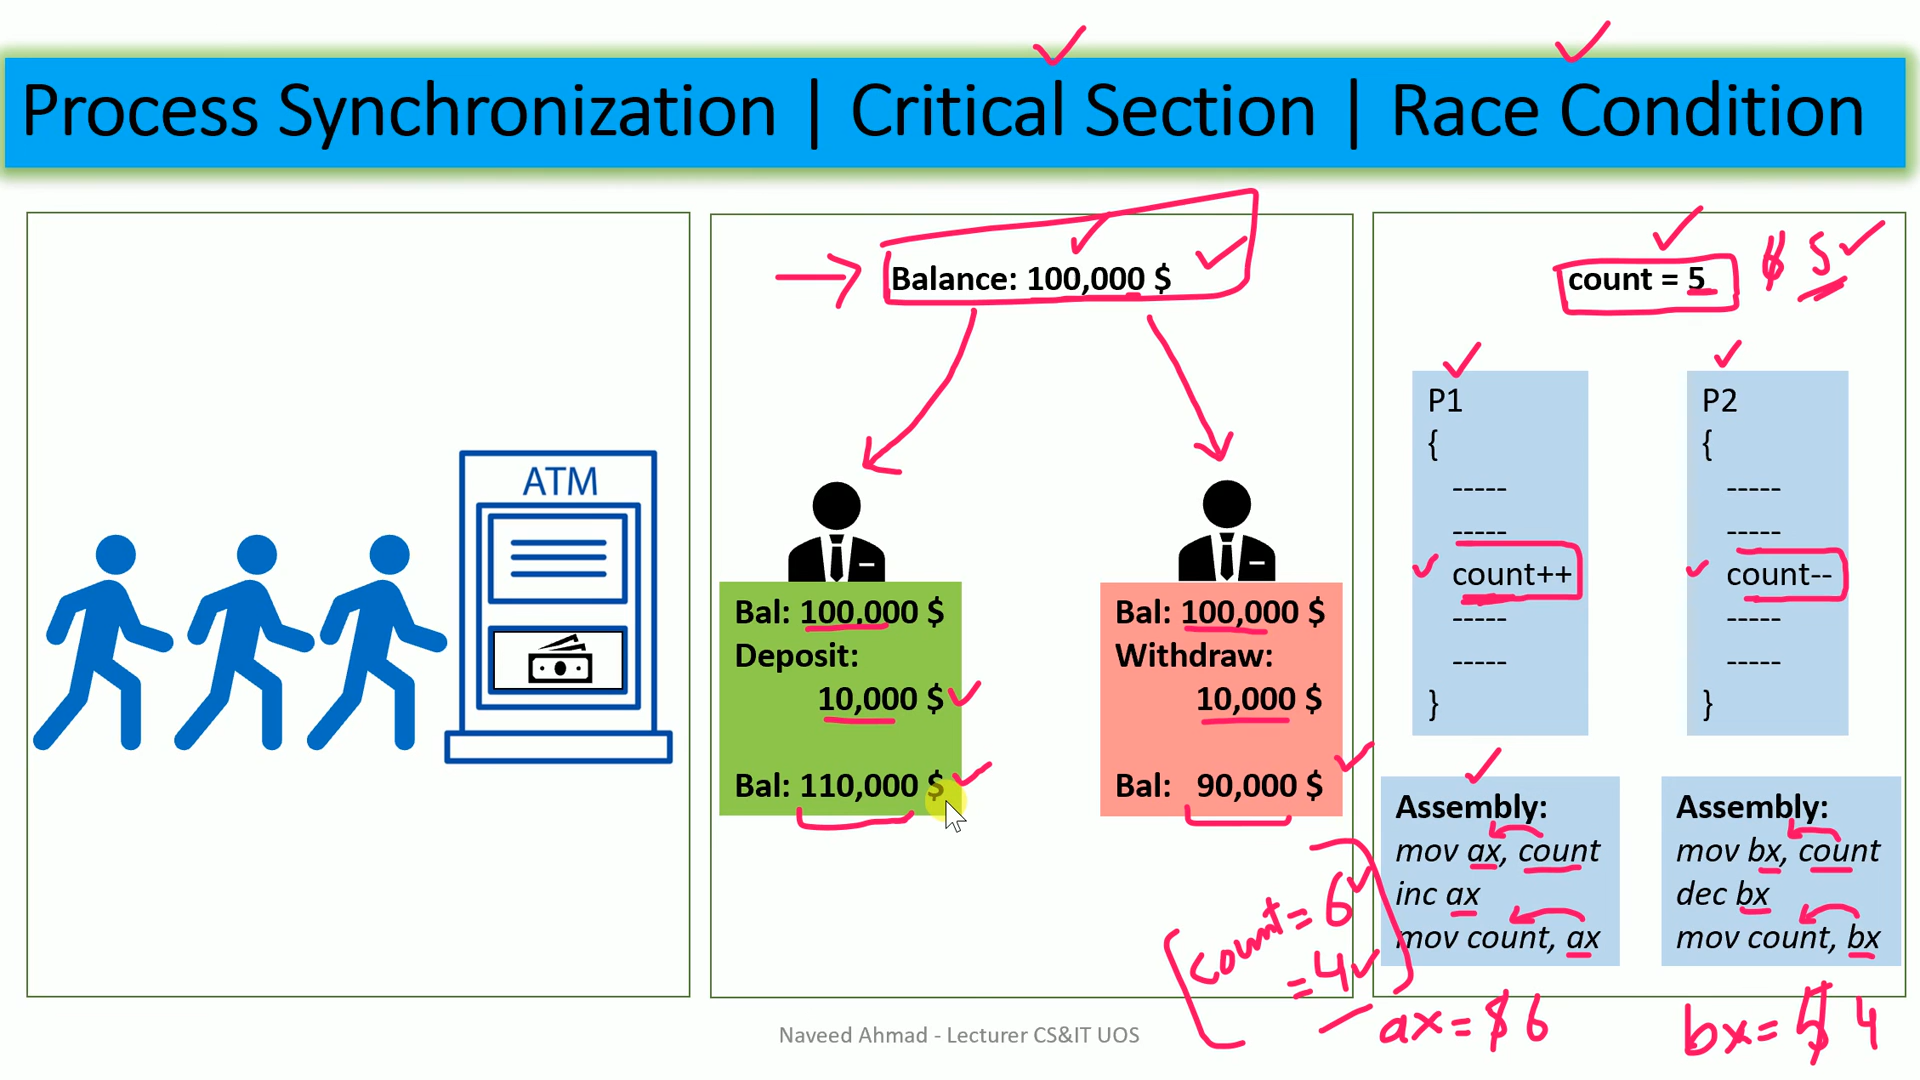 Process Synchronization | Critical Section | Race Condition
ATM
Balance: 100,000 $
Bal: 100,000 $
Deposit:
10,000 $
Bal: 110,000 $
Bal: 100,000 $
Withdraw:
10,000 $
Bal: 90,000 $
count = 5
5
P1
{
-----
-----
count++
-----
-----
}
P2
{
-----
-----
count--
-----
-----
}
Assembly:
mov ax, count
inc ax
mov count, ax
Assembly:
mov bx, count
dec bx
mov count, bx
count = 6
= 4
ax = 5 6
bx = 5 4
Naveed Ahmad - Lecturer CS&IT UOS